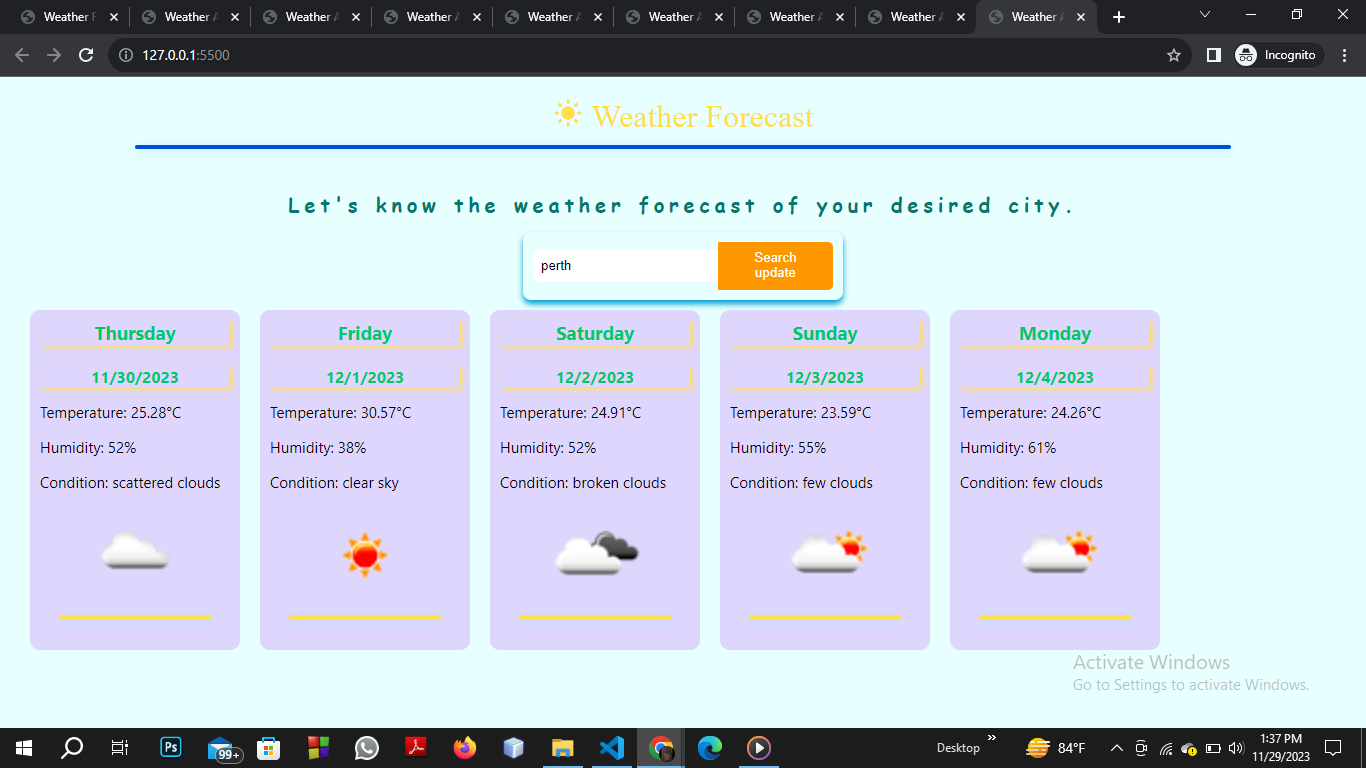 Weather F
Weather A
Weather A
Weather A
Weather A
Weather A
Weather A
Weather A
Weather A
127.0.0.1:5500
Incognito
Weather Forecast
Let's know the weather forecast of your desired city.
perth
Search
update
Thursday
11/30/2023
Temperature: 25.28°C
Humidity: 52%
Condition: scattered clouds
Friday
12/1/2023
Temperature: 30.57°C
Humidity: 38%
Condition: clear sky
Saturday
12/2/2023
Temperature: 24.91°C
Humidity: 52%
Condition: broken clouds
Sunday
12/3/2023
Temperature: 23.59°C
Humidity: 55%
Condition: few clouds
Monday
12/4/2023
Temperature: 24.26°C
Humidity: 61%
Condition: few clouds
Activate Windows
Go to Settings to activate Windows.
Ps
99+
Desktop
84°F
1:37 PM
11/29/2023